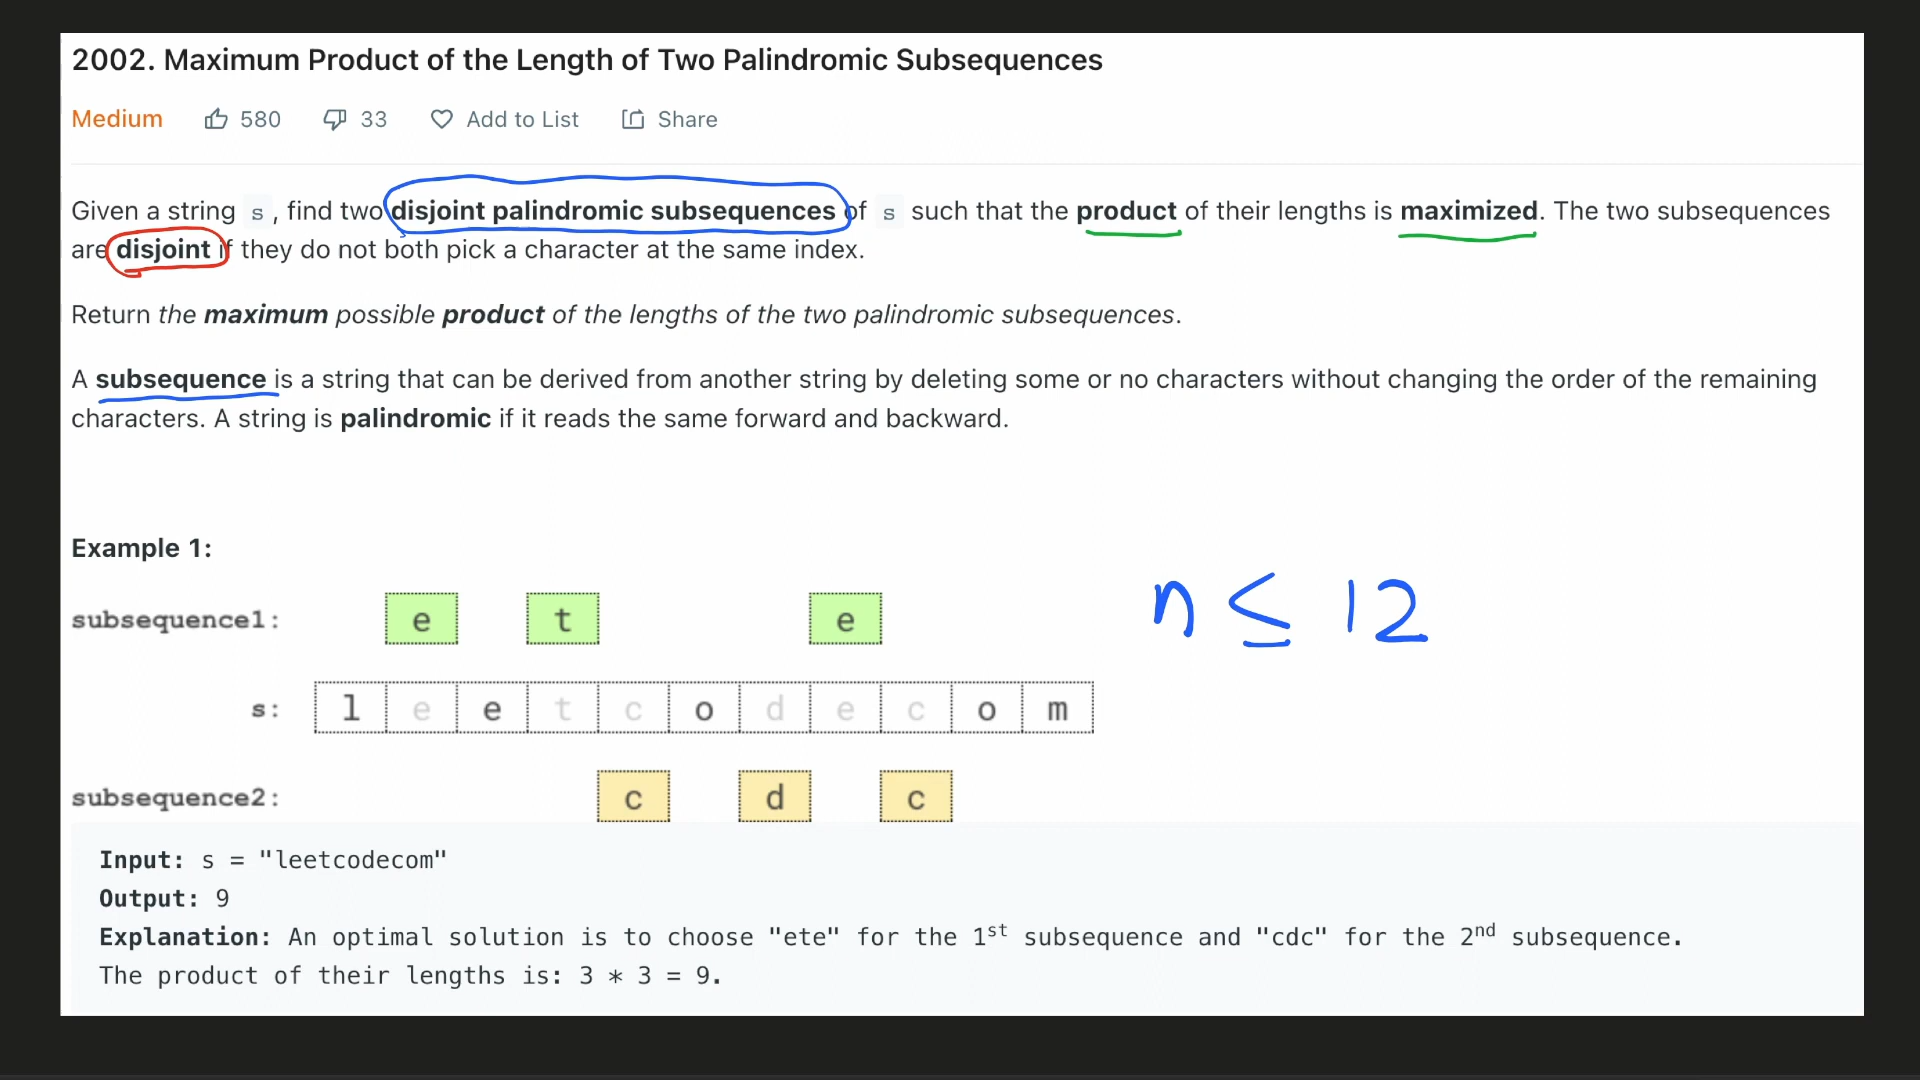 2002. Maximum Product of the Length of Two Palindromic Subsequences
Medium 580 33 Add to List Share
Given a string s , find two disjoint palindromic subsequences of s such that the product of their lengths is maximized. The two subsequences
are disjoint if they do not both pick a character at the same index.
Return the maximum possible product of the lengths of the two palindromic subsequences.
A subsequence is a string that can be derived from another string by deleting some or no characters without changing the order of the remaining
characters. A string is palindromic if it reads the same forward and backward.
Example 1:
n ≤ 12
subsequence1: e t e
s: l e e t c o d e c o m
subsequence2: c d c
Input: s = "leetcodecom"
Output: 9
Explanation: An optimal solution is to choose "ete" for the 1st subsequence and "cdc" for the 2nd subsequence.
The product of their lengths is: 3 * 3 = 9.